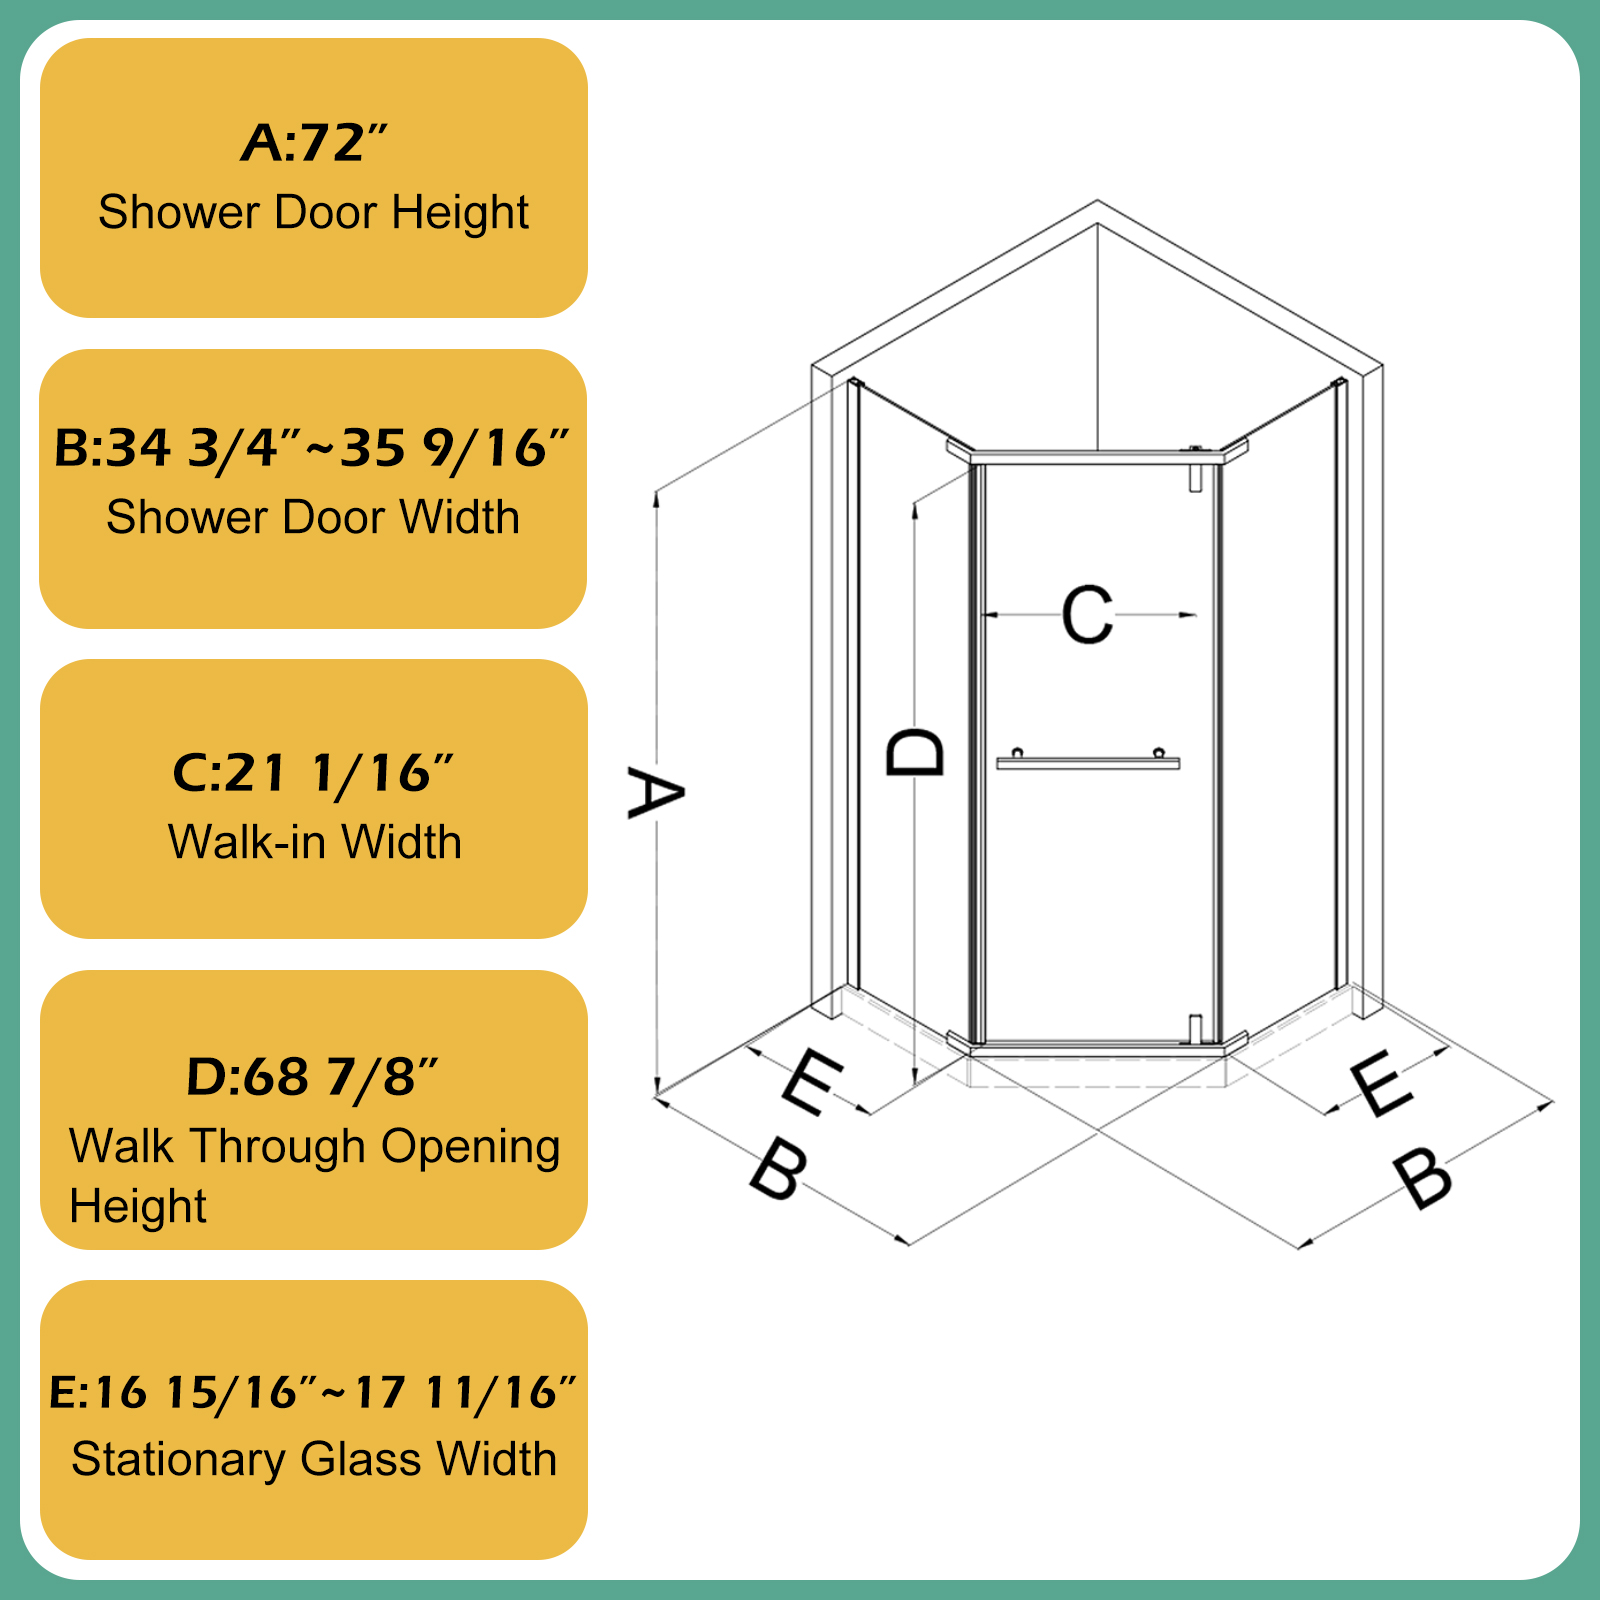 A:72"
Shower Door Height
B:34 3/4"~35 9/16"
Shower Door Width
C:21 1/16"
Walk-in Width
D:68 7/8"
Walk Through Opening
Height
E:16 15/16"~17 11/16"
Stationary Glass Width
C
D
A
E
E
B
B